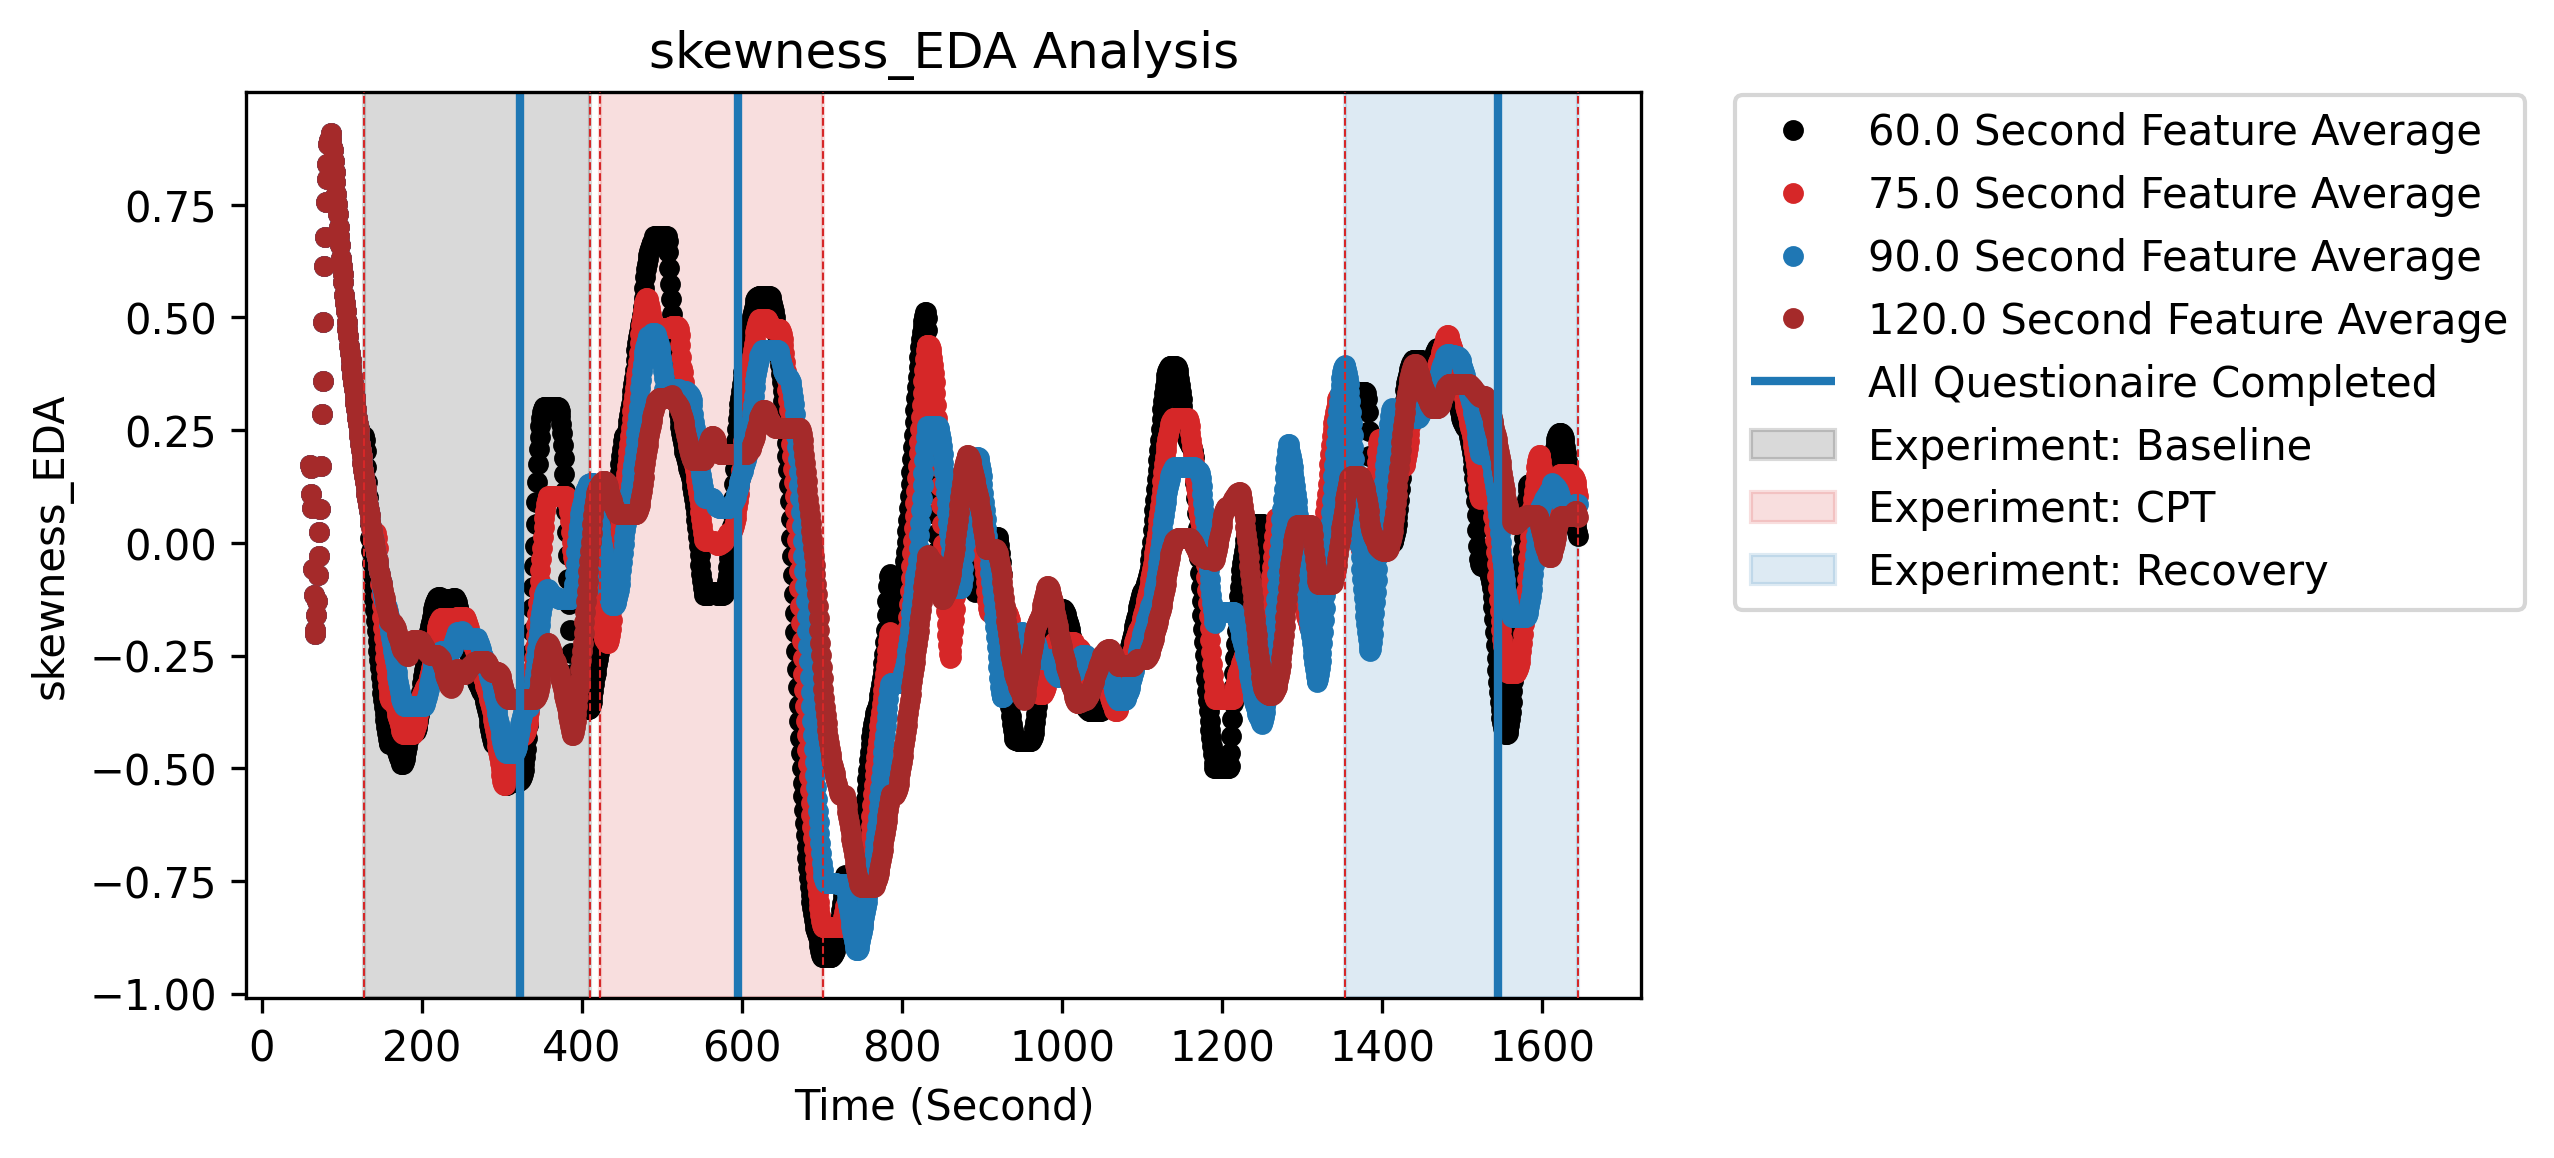 skewness_EDA Analysis
skewness_EDA
0.75
0.50
0.25
0.00
−0.25
−0.50
−0.75
−1.00
0 200 400 600 800 1000 1200 1400 1600
Time (Second)
60.0 Second Feature Average
75.0 Second Feature Average
90.0 Second Feature Average
120.0 Second Feature Average
All Questionaire Completed
Experiment: Baseline
Experiment: CPT
Experiment: Recovery